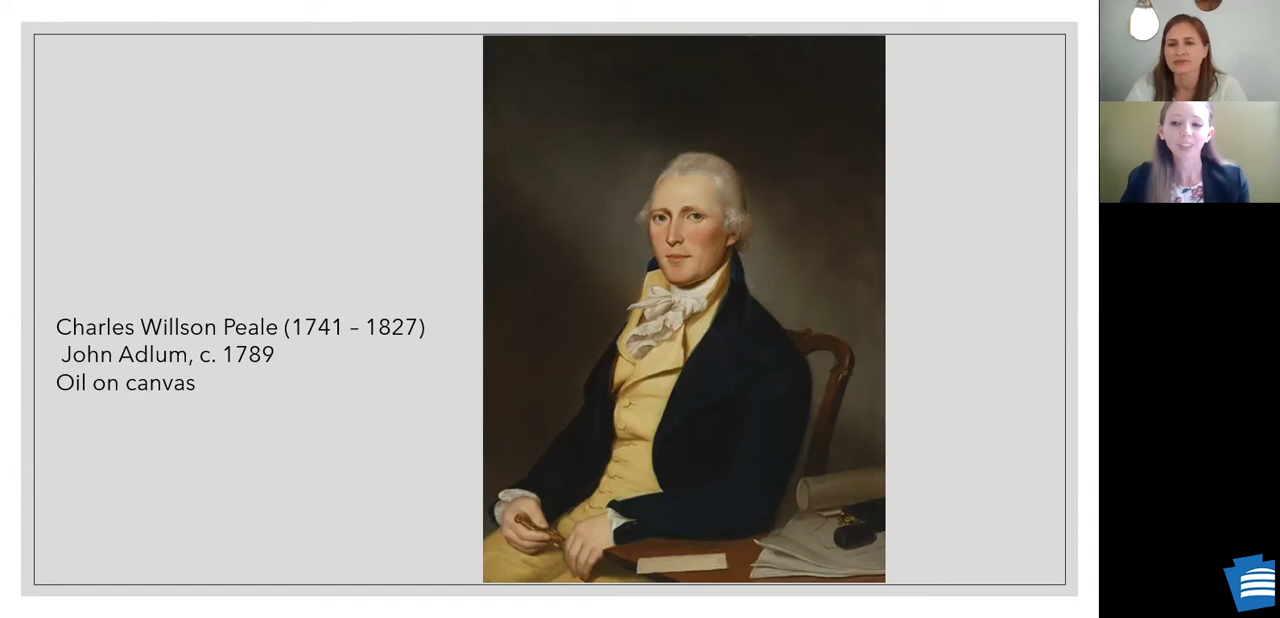 Charles Willson Peale (1741 – 1827)
John Adlum, c. 1789
Oil on canvas